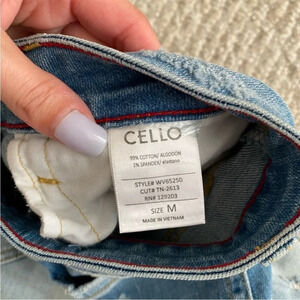 CELLO
99% COTTON/ ALGODON
1% SPANDEX/ elastano
STYLE# WV65250
CUT# TN-2613
RN# 129203
SIZE M
MADE IN VIETNAM